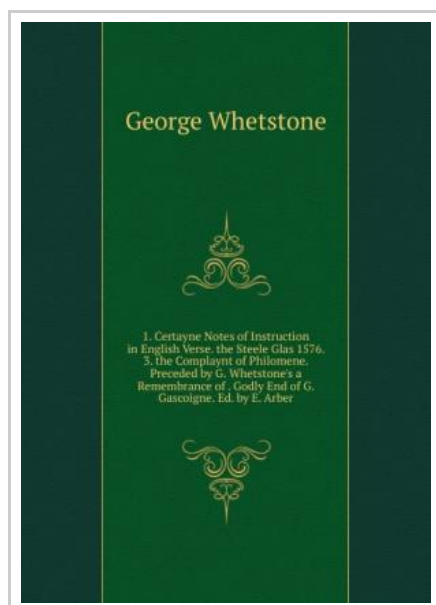 George Whetstone
1. Certayne Notes of Instruction
in English Verse. the Steele Glas 1576.
3. the Complaynt of Philomene.
Preceded by G. Whetstone's a
Remembrance of . Godly End of G.
Gascoigne. Ed. by E. Arber